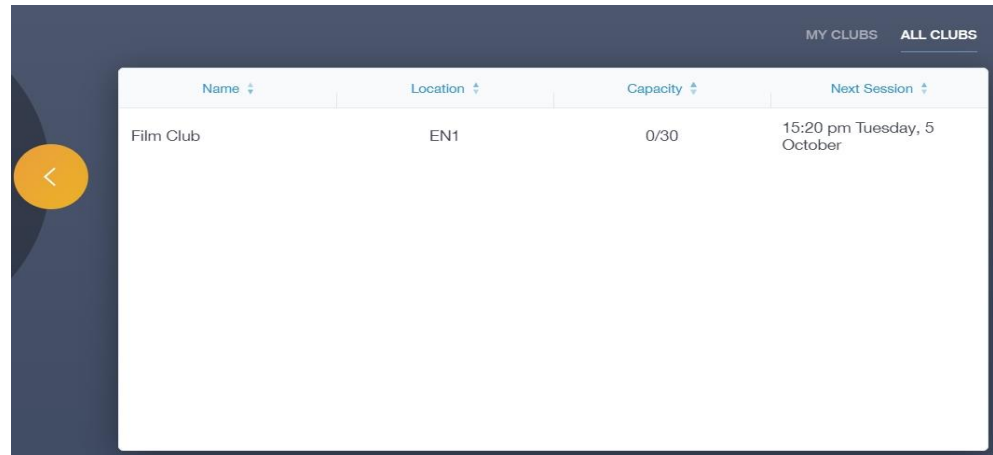 MY CLUBS ALL CLUBS
Name Location Capacity Next Session
Film Club EN1 0/30 15:20 pm Tuesday, 5
October